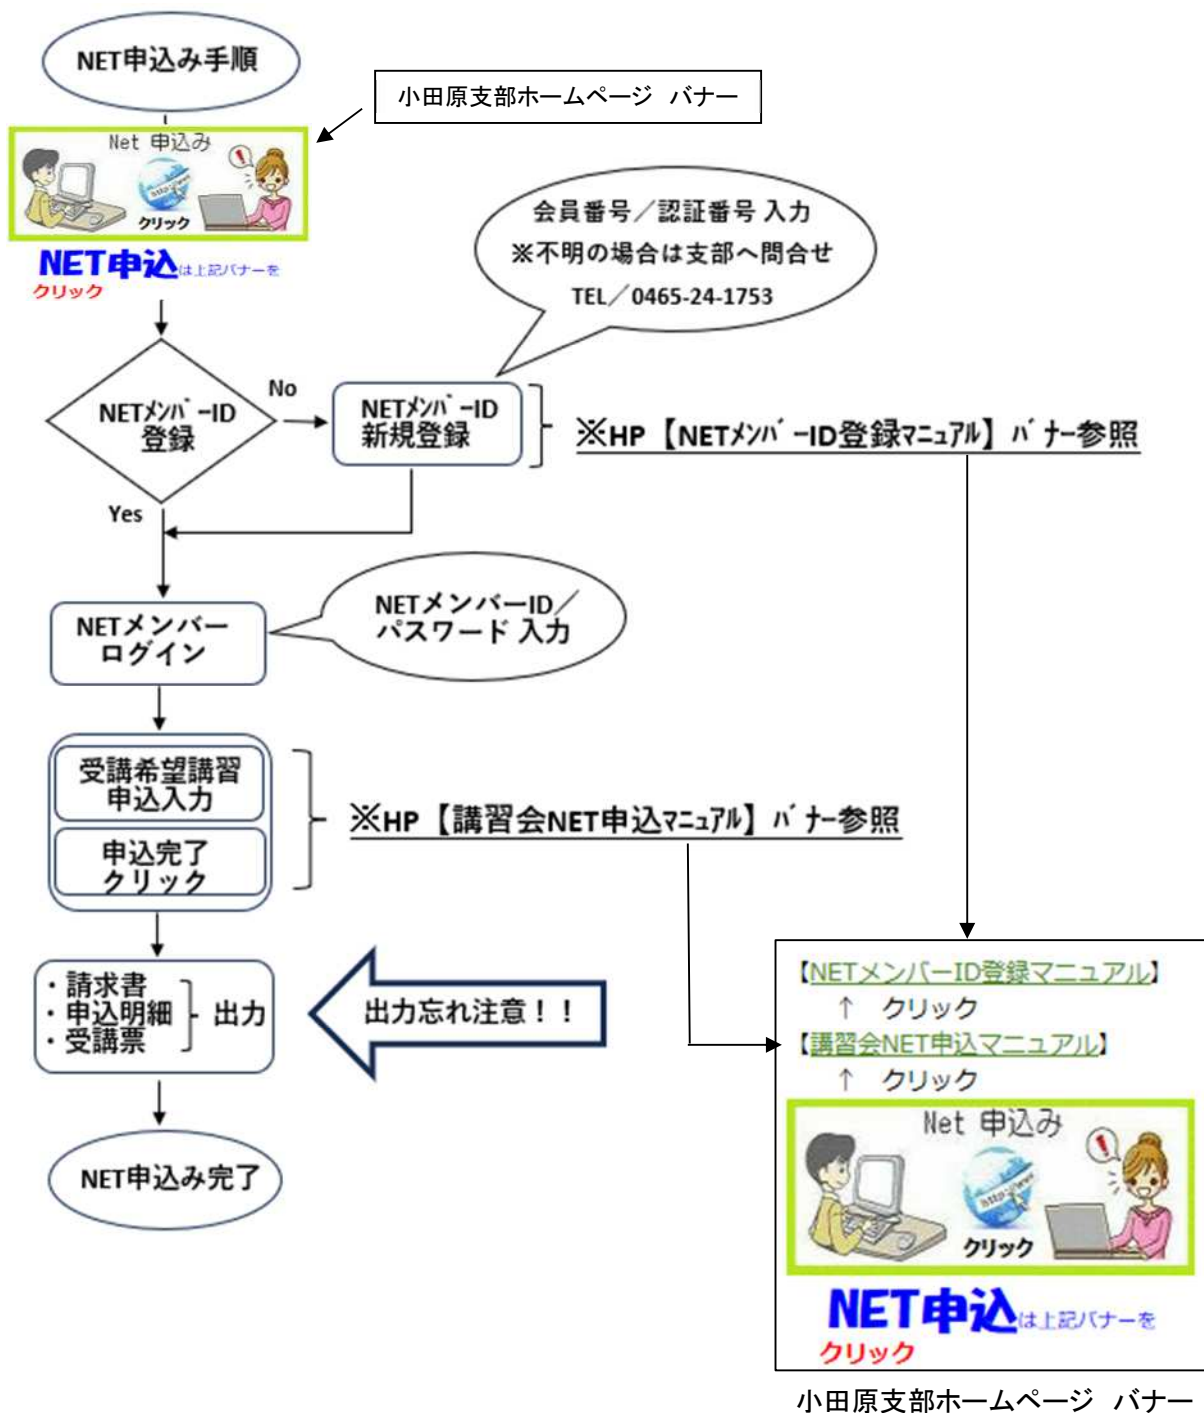 NET申込み手順
小田原支部ホームページ　バナー
Net 申込み
http://www
クリック
NET申込は上記バナーを
クリック
会員番号／認証番号 入力
※不明の場合は支部へ問合せ
TEL／0465-24-1753
NETﾒﾝﾊﾞｰID
登録
No
Yes
NETﾒﾝﾊﾞｰID
新規登録
※HP【NETﾒﾝﾊﾞｰID登録ﾏﾆｭｱﾙ】ﾊﾞﾅｰ参照
NETメンバー
ログイン
NETメンバーID／
パスワード 入力
受講希望講習
申込入力
申込完了
クリック
※HP【講習会NET申込ﾏﾆｭｱﾙ】ﾊﾞﾅｰ参照
・請求書
・申込明細
・受講票
出力
出力忘れ注意！！
NET申込み完了
【NETメンバーID登録マニュアル】
↑　クリック
【講習会NET申込マニュアル】
↑　クリック
Net 申込み
http://www
クリック
NET申込は上記バナーを
クリック
小田原支部ホームページ　バナー